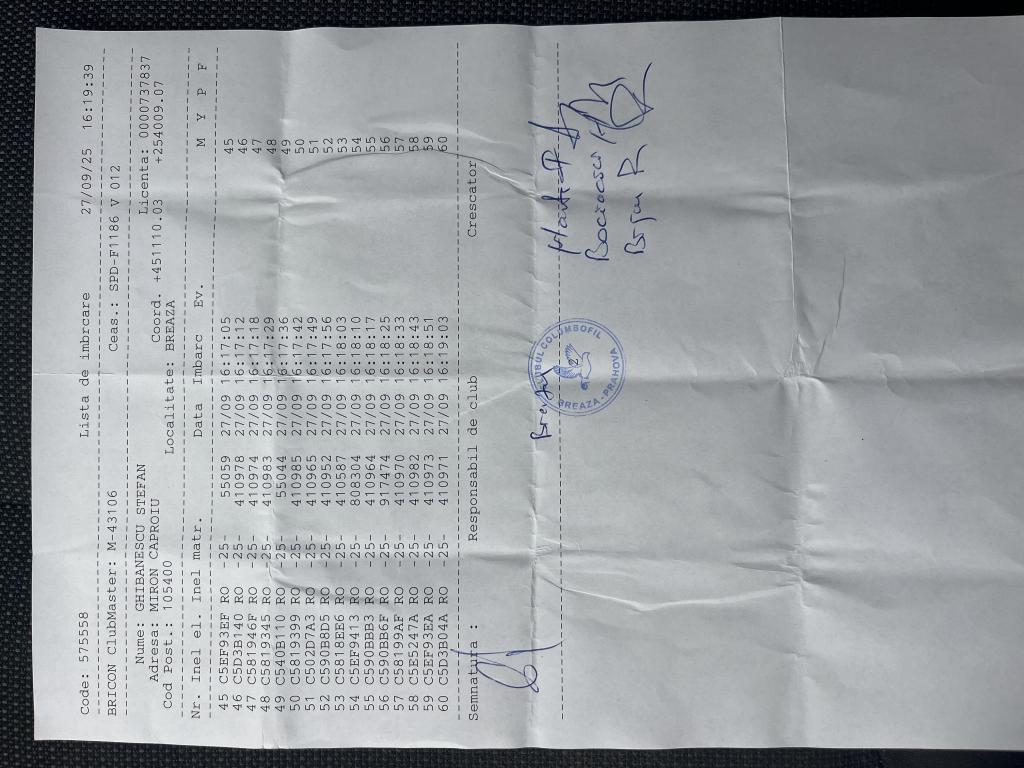 Code: 575558 Lista de imbrcare 27/09/25 16:19:39
BRICON ClubMaster: M-43106 Ceas.: SPD-F1186 V 012
Nume: GHIBANESCU STEFAN Licenta: 0000737837
Adresa: MIRON CAPROIU Coord. +451110.03 +254009.07
Cod Post.: 105400 Localitate: BREAZA
Nr. Inel el. Inel matr. Data Imbarc Ev. M Y P F
45 C5EF93EF RO -25- 55059 27/09 16:17:05 45
46 C5D3B140 RO -25- 410978 27/09 16:17:12 46
47 C581946F RO -25- 410974 27/09 16:17:18 47
48 C5819345 RO -25- 410983 27/09 16:17:29 48
49 C540B110 RO -25- 55044 27/09 16:17:36 49
50 C5819399 RO -25- 410985 27/09 16:17:42 50
51 C502D7A3 RO -25- 410965 27/09 16:17:49 51
52 C590B8D5 RO -25- 410952 27/09 16:17:56 52
53 C5818EE6 RO -25- 410587 27/09 16:18:03 53
54 C5EF9413 RO -25- 808304 27/09 16:18:10 54
55 C590BBB3 RO -25- 410964 27/09 16:18:17 55
56 C590BB6F RO -25- 917474 27/09 16:18:25 56
57 C58199AF RO -25- 410970 27/09 16:18:33 57
58 C5E5247A RO -25- 410982 27/09 16:18:43 58
59 C5EF93EA RO -25- 410973 27/09 16:18:51 59
60 C5D3B04A RO -25- 410971 27/09 16:19:03 60
Semnatura : Responsabil de club Crescator
CLUBUL COLUMBOFIL
BREAZA-PRAHOVA